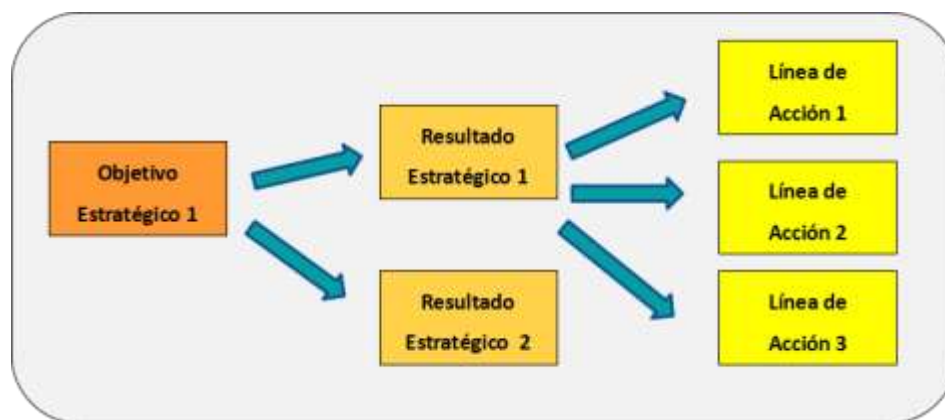 Objetivo
Estratégico 1
Resultado
Estratégico 1
Resultado
Estratégico 2
Línea de
Acción 1
Línea de
Acción 2
Línea de
Acción 3